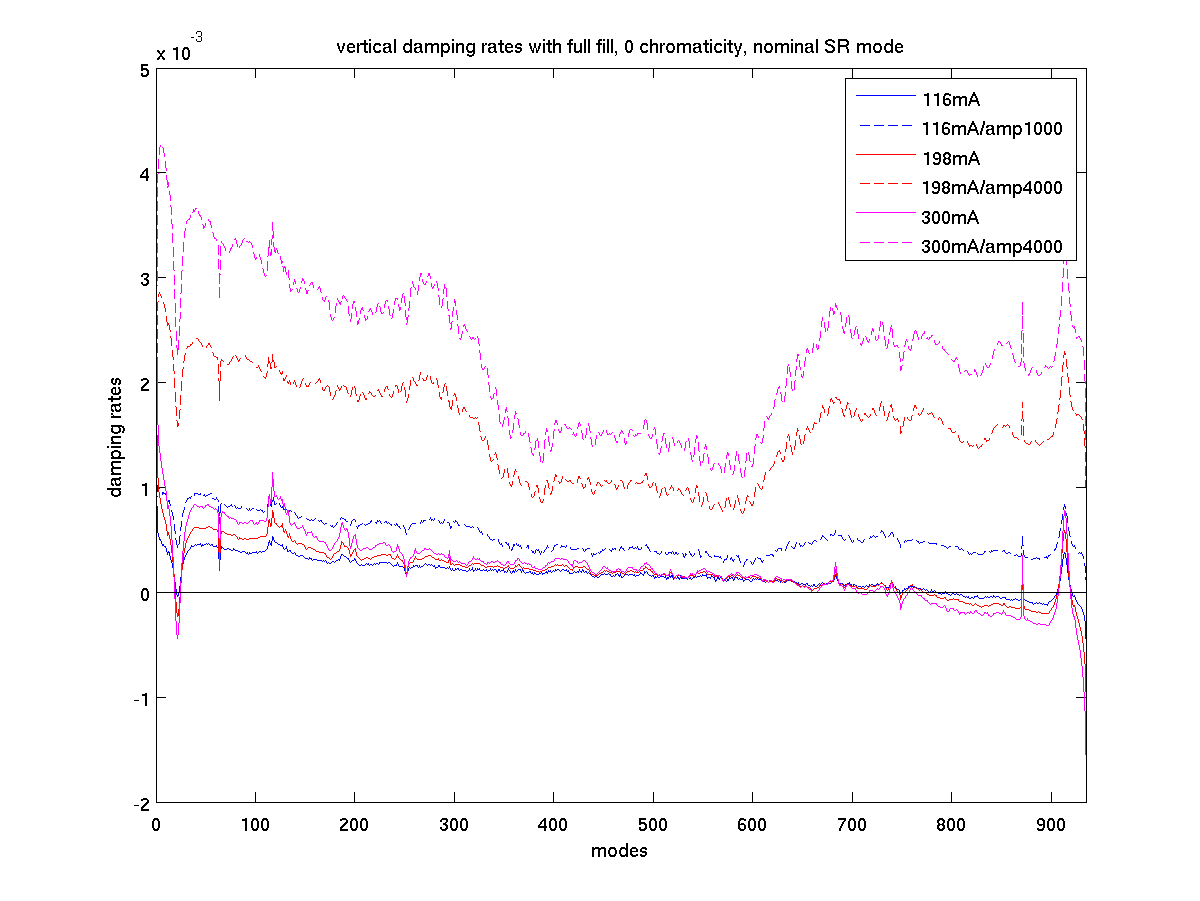 vertical damping rates with full fill, 0 chromaticity, nominal SR mode
x 10^-3
5
4
3
2
1
0
-1
-2
damping rates
0 100 200 300 400 500 600 700 800 900
modes
116mA
116mA/amp1000
198mA
198mA/amp4000
300mA
300mA/amp4000